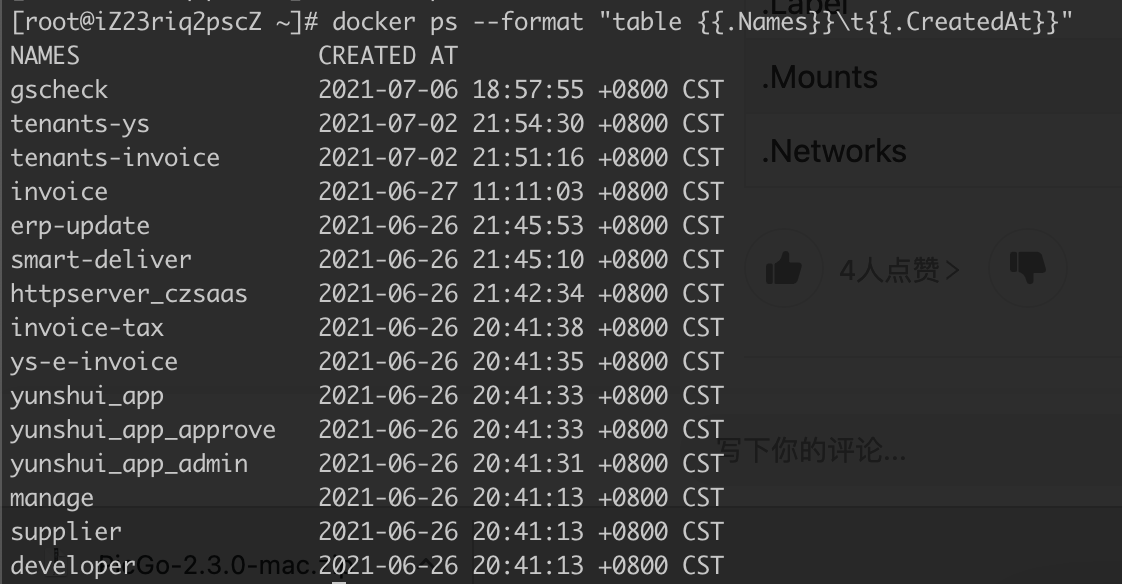 [root@iZ23riq2pscZ ~]# docker ps --format "table {{.Names}}\t{{.CreatedAt}}"
NAMES CREATED AT
gscheck 2021-07-06 18:57:55 +0800 CST
tenants-ys 2021-07-02 21:54:30 +0800 CST
tenants-invoice 2021-07-02 21:51:16 +0800 CST
invoice 2021-06-27 11:11:03 +0800 CST
erp-update 2021-06-26 21:45:53 +0800 CST
smart-deliver 2021-06-26 21:45:10 +0800 CST
httpserver_czsaas 2021-06-26 21:42:34 +0800 CST
invoice-tax 2021-06-26 20:41:38 +0800 CST
ys-e-invoice 2021-06-26 20:41:35 +0800 CST
yunshui_app 2021-06-26 20:41:33 +0800 CST
yunshui_app_approve 2021-06-26 20:41:33 +0800 CST
yunshui_app_admin 2021-06-26 20:41:31 +0800 CST
manage 2021-06-26 20:41:13 +0800 CST
supplier 2021-06-26 20:41:13 +0800 CST
developer 2021-06-26 20:41:13 +0800 CST
.Label
.Mounts
.Networks
4人点赞 >
写下你的评论...
PicGo-2.3.0-mac.zip